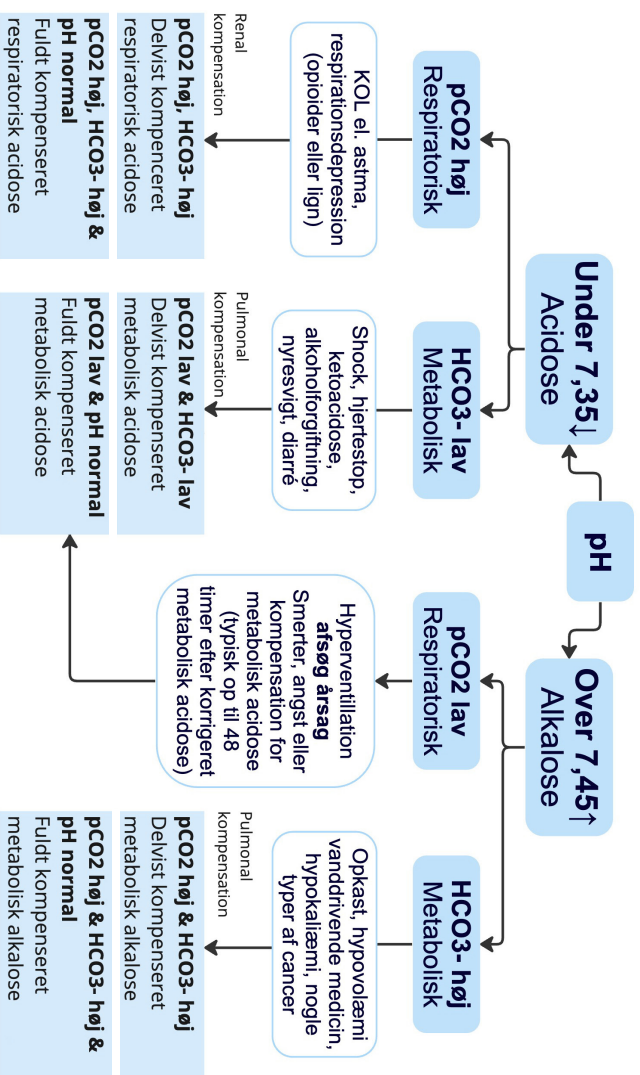 pH
Under 7,35↓
Acidose
Over 7,45↑
Alkalose
pCO2 høj
Respiratorisk
HCO3- lav
Metabolisk
pCO2 lav
Respiratorisk
HCO3- høj
Metabolisk
KOL el. astma,
respirationsdepression
(opioider eller lign)
Shock, hjertestop,
ketoacidose,
alkoholforgiftning,
nyresvigt, diarré
Hyperventillation
afsøg årsag
Smerter, angst eller
kompensation for
metabolisk acidose
(typisk op til 48
timer efter korrigeret
metabolisk acidose)
Opkast, hypovolæmi
vanddrivende medicin,
hypokaliæmi, nogle
typer af cancer
Renal
kompensation
Pulmonal
kompensation
Pulmonal
kompensation
pCO2 høj, HCO3- høj
Delvist kompenceret
respiratorisk acidose
pCO2 høj, HCO3- høj &
pH normal
Fuldt kompenseret
respiratorisk acidose
pCO2 lav & HCO3- lav
Delvist kompenseret
metabolisk acidose
pCO2 lav & pH normal
Fuldt kompenseret
metabolisk acidose
pCO2 høj & HCO3- høj
Delvist kompenseret
metabolisk alkalose
pCO2 høj & HCO3- høj &
pH normal
Fuldt kompenseret
metabolisk alkalose